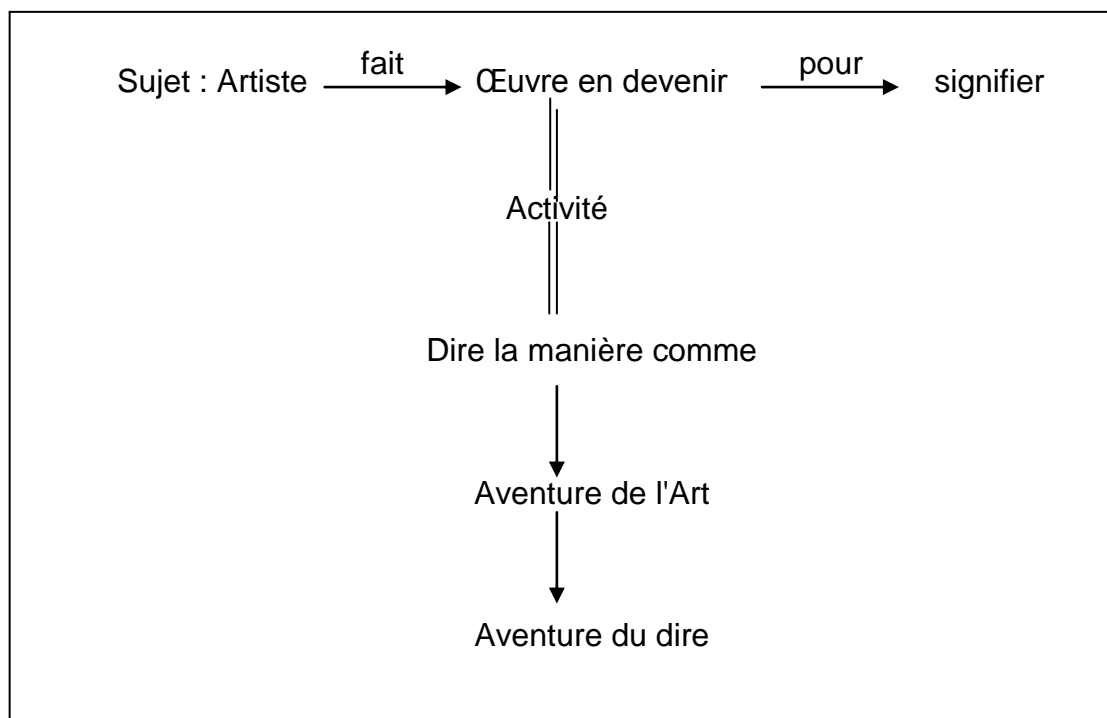 Sujet : Artiste fait Œuvre en devenir pour signifier
Activité
Dire la manière comme
Aventure de l'Art
Aventure du dire